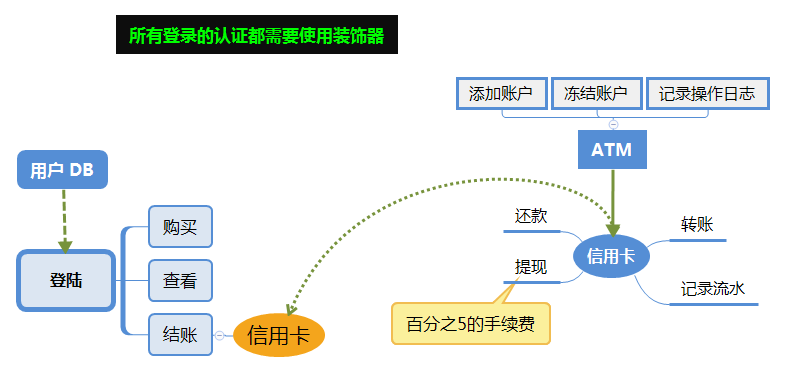 所有登录的认证都需要使用装饰器
添加账户
冻结账户
记录操作日志
ATM
用户 DB
登陆
购买
查看
结账
信用卡
还款
提现
百分之5的手续费
信用卡
转账
记录流水